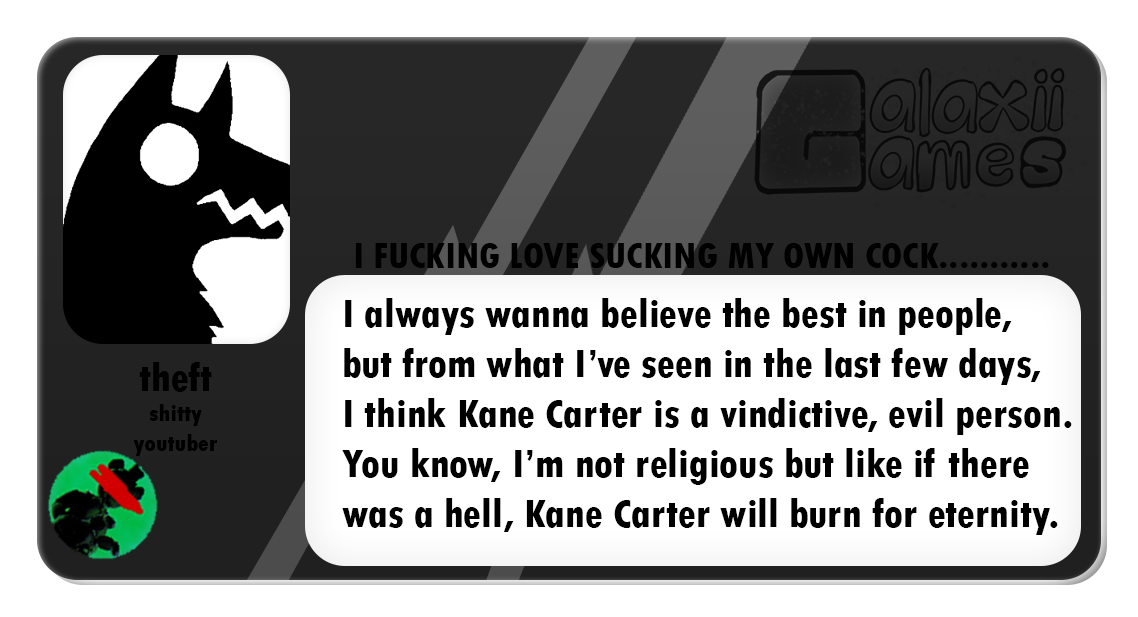 Galaxii
Games
I FUCKING LOVE SUCKING MY OWN COCK...........
I always wanna believe the best in people,
but from what I’ve seen in the last few days,
I think Kane Carter is a vindictive, evil person.
You know, I’m not religious but like if there
was a hell, Kane Carter will burn for eternity.
theft
shitty
youtuber